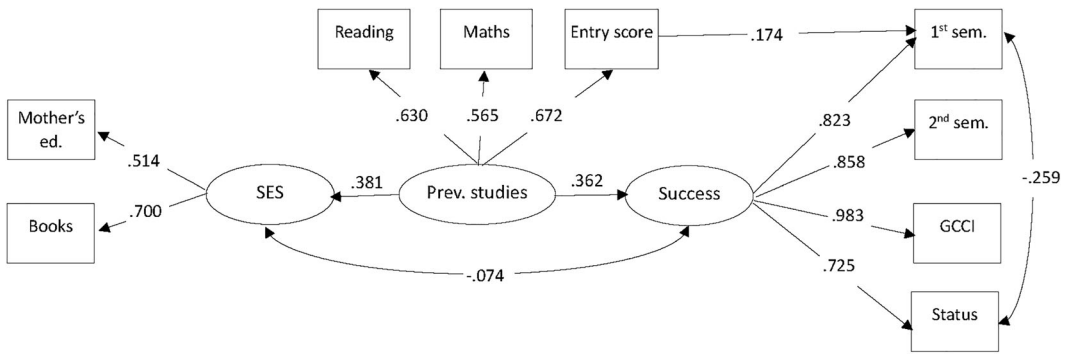 Reading
Maths
Entry score
.174
1st sem.
.630
.565
.672
.823
Mother's
ed.
2nd sem.
.514
.858
SES
.381
Prev. studies
.362
Success
-.259
.700
Books
.983
GCCI
-.074
.725
Status